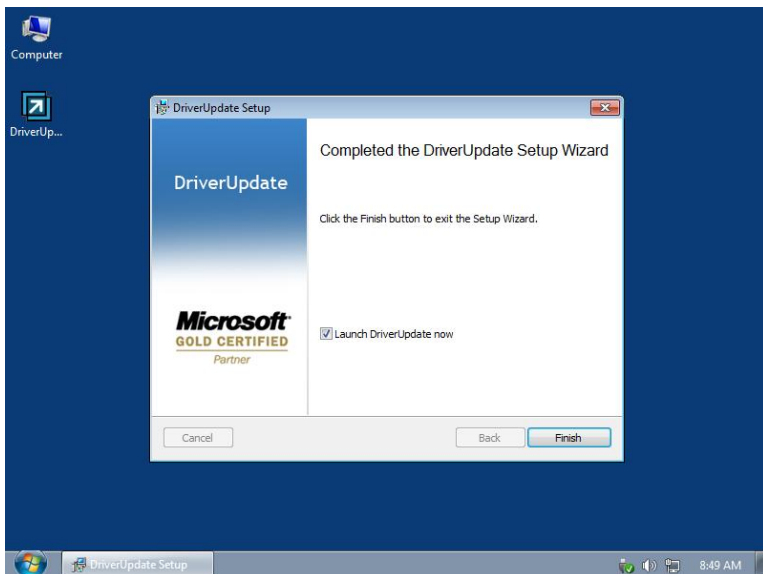 Computer
DriverUp...
DriverUpdate Setup
Completed the DriverUpdate Setup Wizard
DriverUpdate
Click the Finish button to exit the Setup Wizard.
Microsoft
GOLD CERTIFIED
Partner
Launch DriverUpdate now
Cancel
Back
Finish
DriverUpdate Setup
8:49 AM